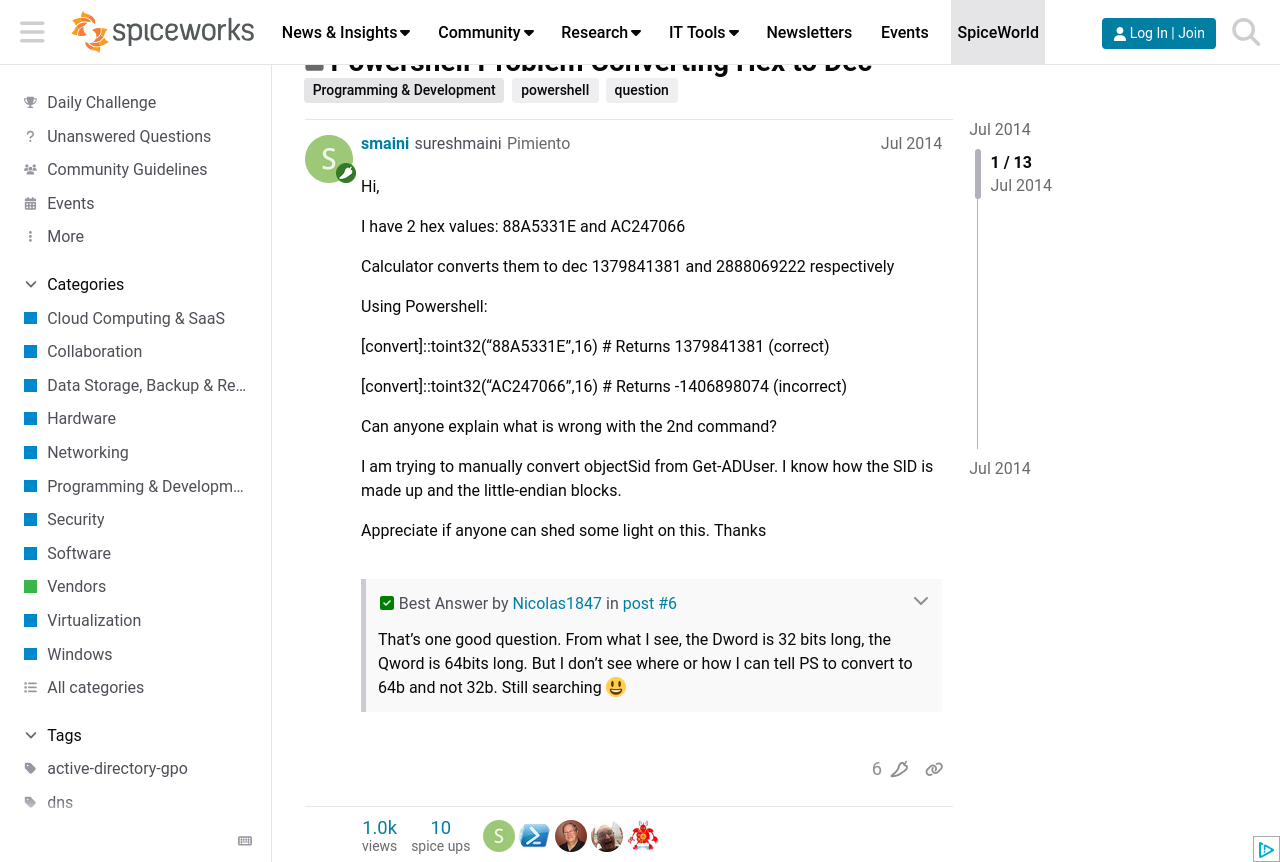 spiceworks
News & Insights
Community
Research
IT Tools
Newsletters
Events
SpiceWorld
Log In | Join
Daily Challenge
Unanswered Questions
Community Guidelines
Events
More
Categories
Cloud Computing & SaaS
Collaboration
Data Storage, Backup & Re…
Hardware
Networking
Programming & Developm…
Security
Software
Vendors
Virtualization
Windows
All categories
Tags
active-directory-gpo
dns
Powershell Problem Converting Hex to Dec
Programming & Development
powershell
question
S
smaini sureshmaini Pimiento
Jul 2014
Hi,
I have 2 hex values: 88A5331E and AC247066
Calculator converts them to dec 1379841381 and 2888069222 respectively
Using Powershell:
[convert]::toint32(“88A5331E”,16) # Returns 1379841381 (correct)
[convert]::toint32(“AC247066”,16) # Returns -1406898074 (incorrect)
Can anyone explain what is wrong with the 2nd command?
I am trying to manually convert objectSid from Get-ADUser. I know how the SID is
made up and the little-endian blocks.
Appreciate if anyone can shed some light on this. Thanks
Best Answer by Nicolas1847 in post #6
That’s one good question. From what I see, the Dword is 32 bits long, the
Qword is 64bits long. But I don’t see where or how I can tell PS to convert to
64b and not 32b. Still searching 😃
6
1.0k
views
10
spice ups
S
Jul 2014
1 / 13
Jul 2014
Jul 2014